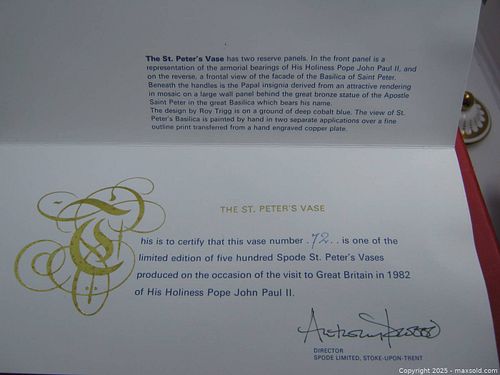 The St. Peter's Vase has two reserve panels. In the front panel is a
representation of the armorial bearings of His Holiness Pope John Paul II, and
on the reverse, a frontal view of the facade of the Basilica of Saint Peter.
Beneath the handles is the Papal insignia derived from an attractive rendering
in mosaic on a large wall panel behind the great bronze statue of the Apostle
Saint Peter in the great Basilica which bears his name.
The design by Roy Trigg is on a ground of deep cobalt blue. The view of St.
Peter's Basilica is painted by hand in two separate applications over a fine
outline print transferred from a hand engraved copper plate.
THE ST. PETER'S VASE
This is to certify that this vase number .72.. is one of the
limited edition of five hundred Spode St. Peter's Vases
produced on the occasion of the visit to Great Britain in 1982
of His Holiness Pope John Paul II.
DIRECTOR
SPODE LIMITED, STOKE-UPON-TRENT
Copyright 2025 - maxsold.com